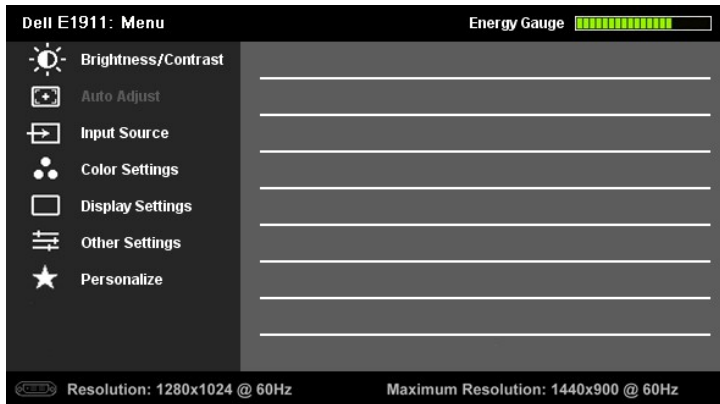 Dell E1911: Menu
Energy Gauge
Brightness/Contrast
Auto Adjust
Input Source
Color Settings
Display Settings
Other Settings
Personalize
Resolution: 1280x1024 @ 60Hz
Maximum Resolution: 1440x900 @ 60Hz